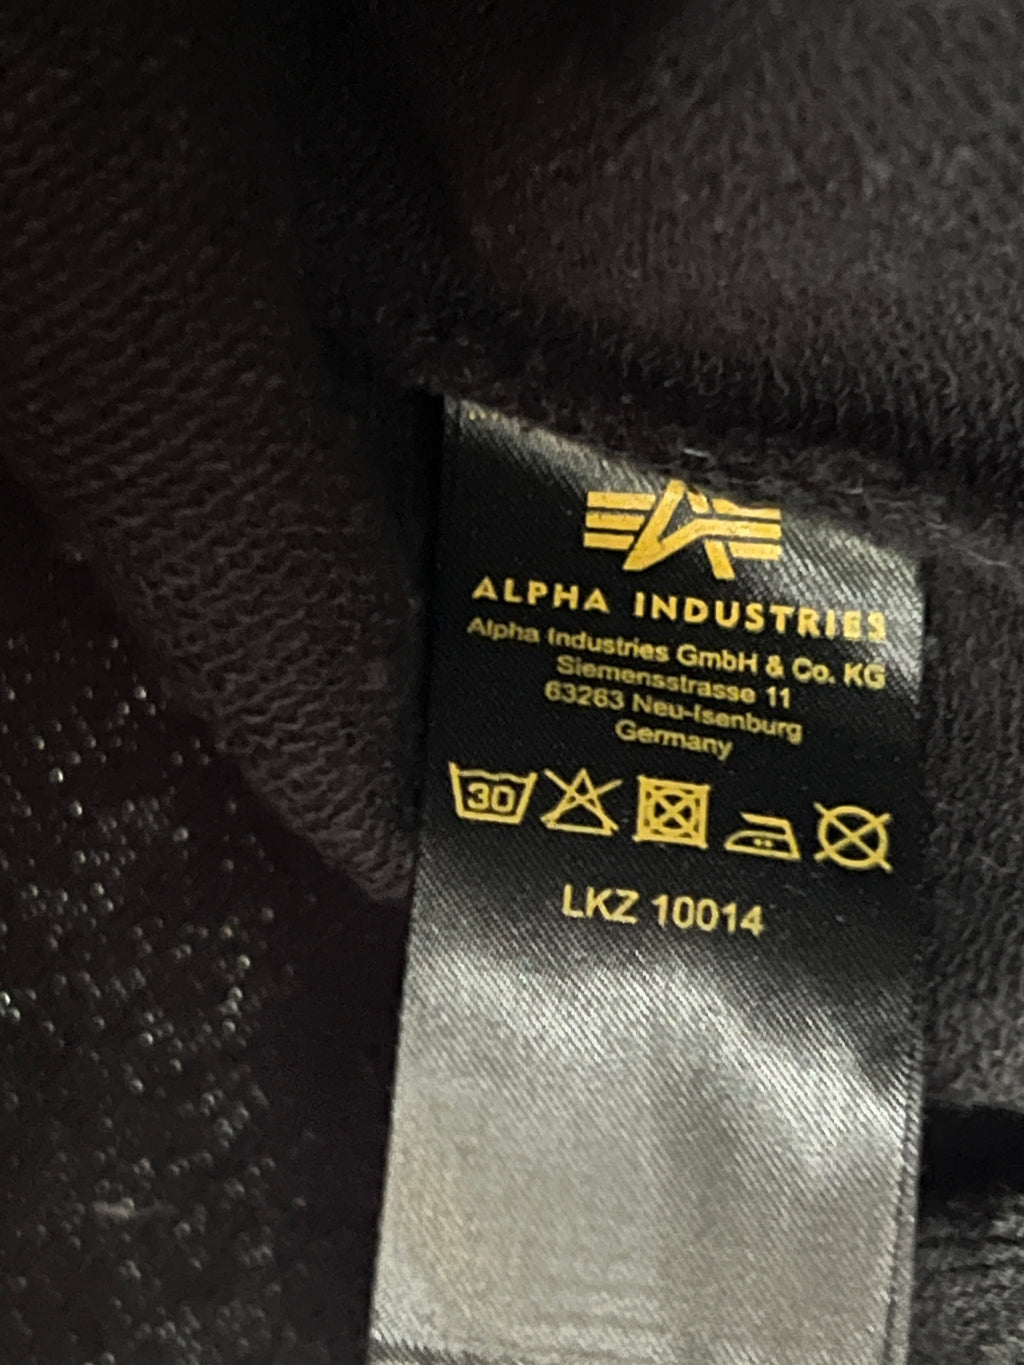 ALPHA INDUSTRIES
Alpha Industries GmbH & Co. KG
Siemensstrasse 11
63263 Neu-Isenburg
Germany
30
LKZ 10014